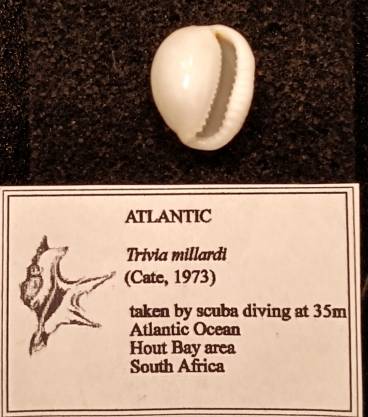 ATLANTIC
Trivia millardi
(Cate, 1973)
taken by scuba diving at 35m
Atlantic Ocean
Hout Bay area
South Africa